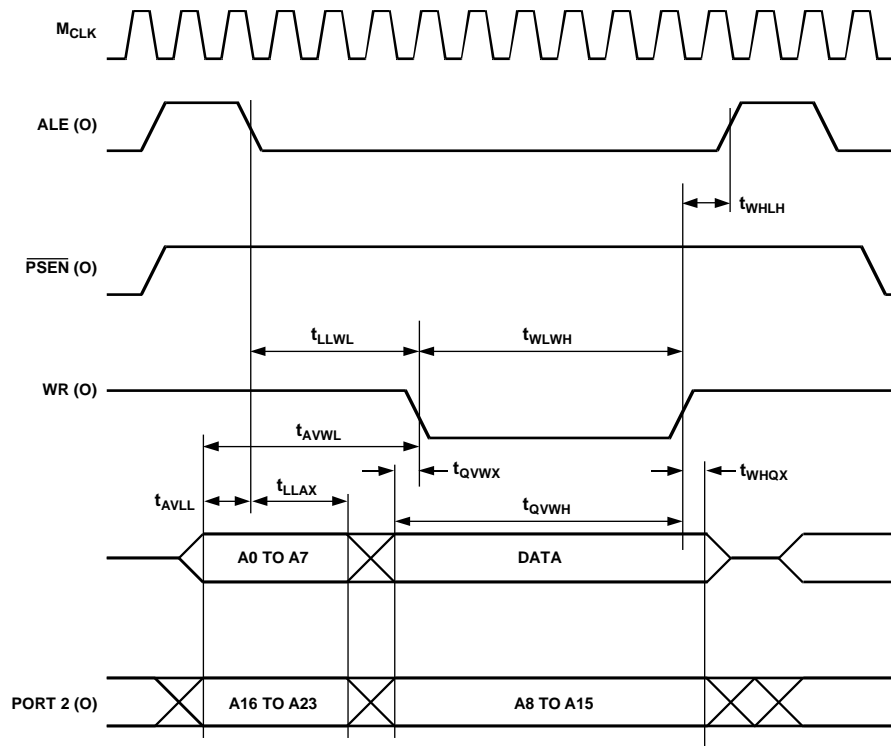 MCLK
ALE (O)
tWHLH
PSEN (O)
tLLWL
tWLWH
WR (O)
tAVWL
tQVWX
tWHQX
tAVLL
tLLAX
tQVWH
A0 TO A7
DATA
PORT 2 (O)
A16 TO A23
A8 TO A15